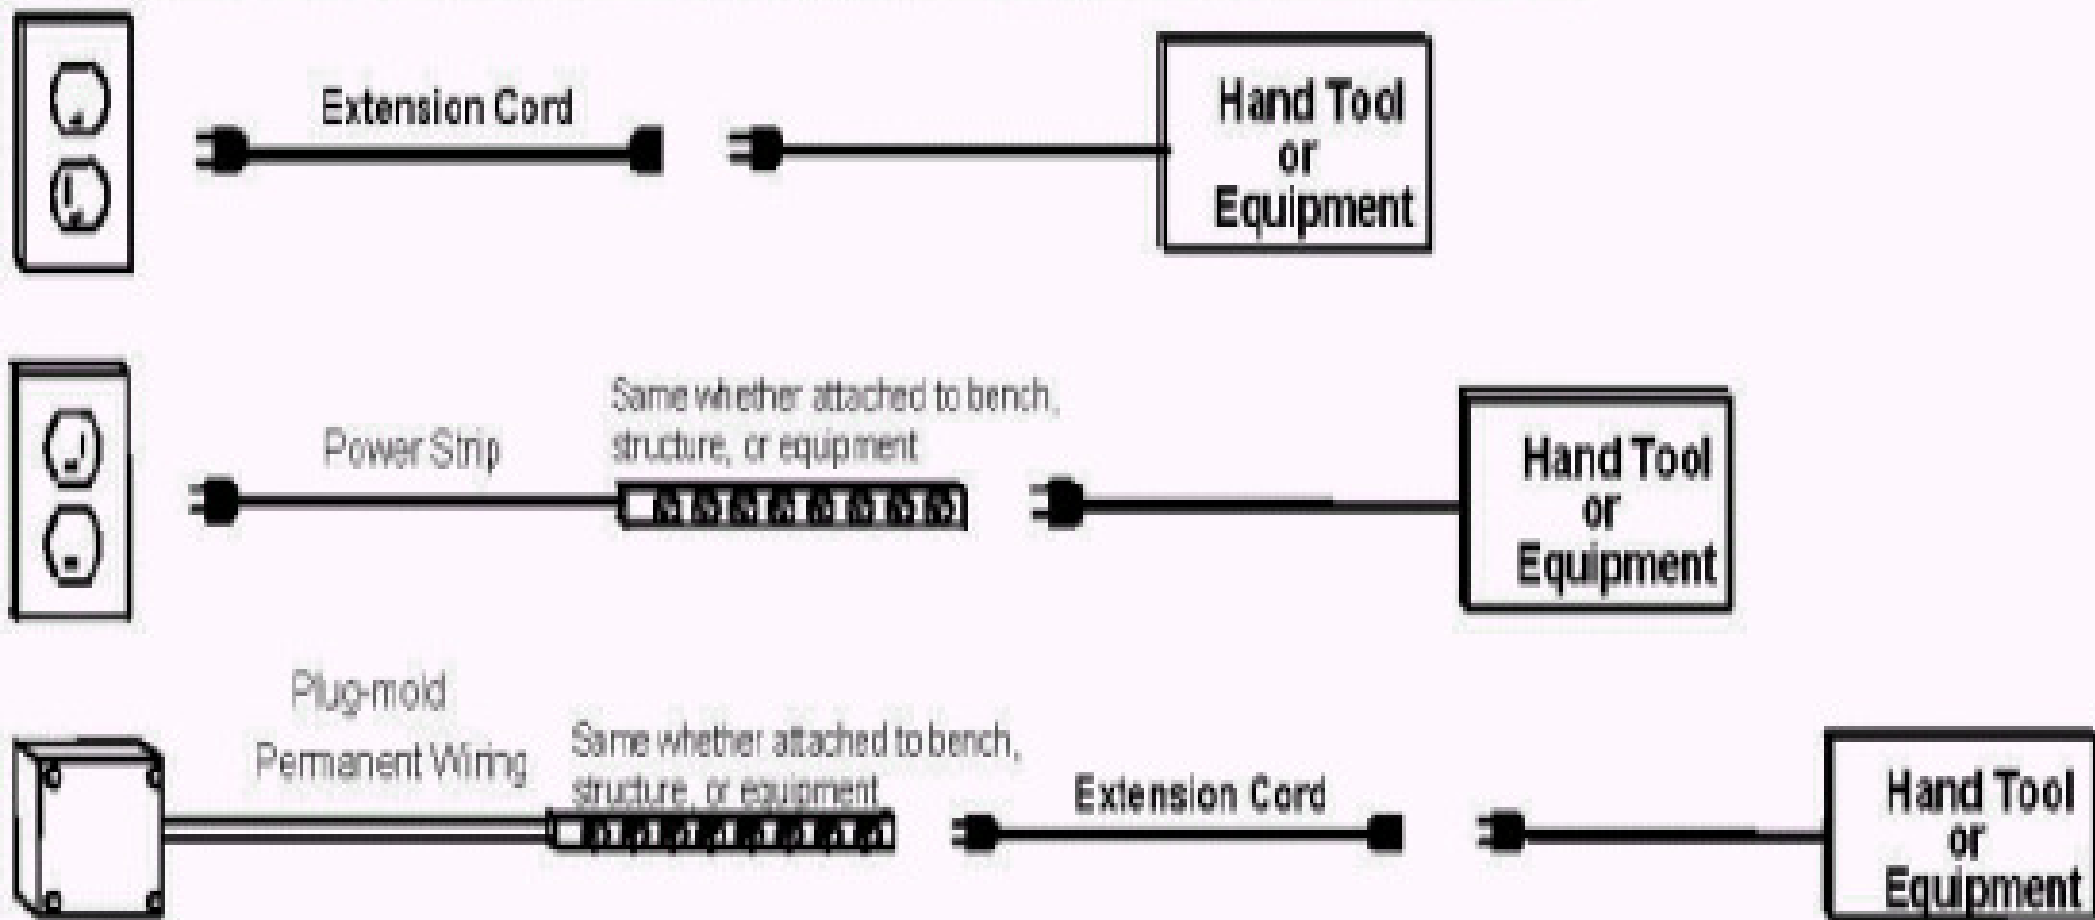 Extension Cord
Hand Tool
or
Equipment
Power Strip
Same whether attached to bench,
structure, or equipment
Hand Tool
or
Equipment
Plug-mold
Permanent Wiring
Same whether attached to bench,
structure, or equipment
Extension Cord
Hand Tool
or
Equipment